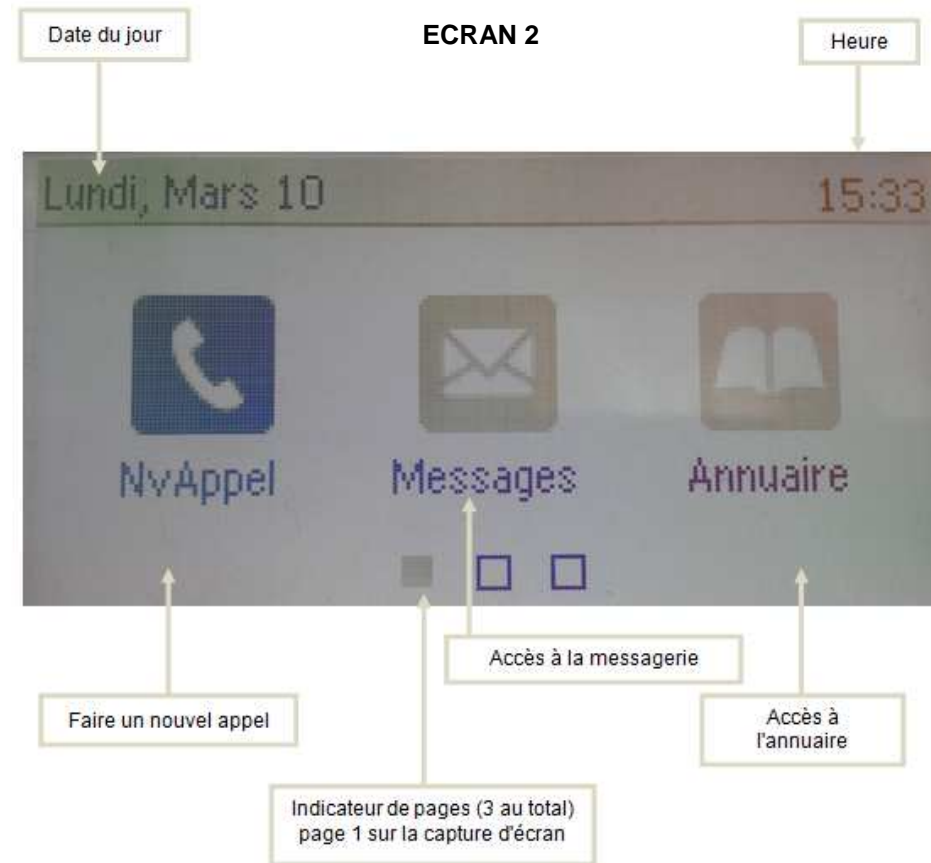 Date du jour
ECRAN 2
Heure
Lundi, Mars 10
15:33
NvAppel
Messages
Annuaire
Accès à la messagerie
Faire un nouvel appel
Accès à
l'annuaire
Indicateur de pages (3 au total)
page 1 sur la capture d'écran